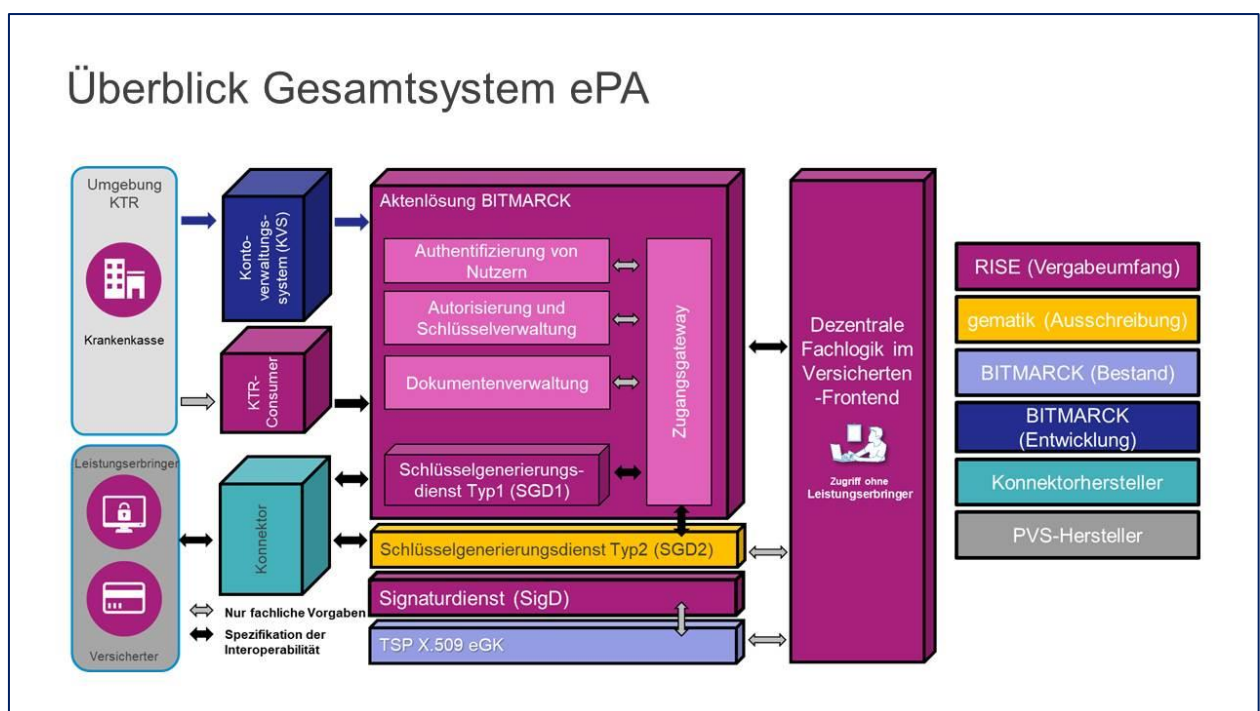 Überblick Gesamtsystem ePA
Umgebung
KTR
Krankenkasse
Konto-
verwaltungs-
system (KVS)
KTR-
Consumer
Leistungserbringer
Versicherter
Konnektor
Nur fachliche Vorgaben
Spezifikation der
Interoperabilität
Aktenlösung BITMARCK
Authentifizierung von
Nutzern
Autorisierung und
Schlüsselverwaltung
Dokumentenverwaltung
Schlüsselgenerierungs-
dienst Typ1 (SGD1)
Zugangsgateway
Schlüsselgenerierungsdienst Typ2 (SGD2)
Signaturdienst (SigD)
TSP X.509 eGK
Dezentrale
Fachlogik im
Versicherten
-Frontend
Zugriff ohne
Leistungserbringer
RISE (Vergabeumfang)
gematik (Ausschreibung)
BITMARCK (Bestand)
BITMARCK
(Entwicklung)
Konnektorhersteller
PVS-Hersteller